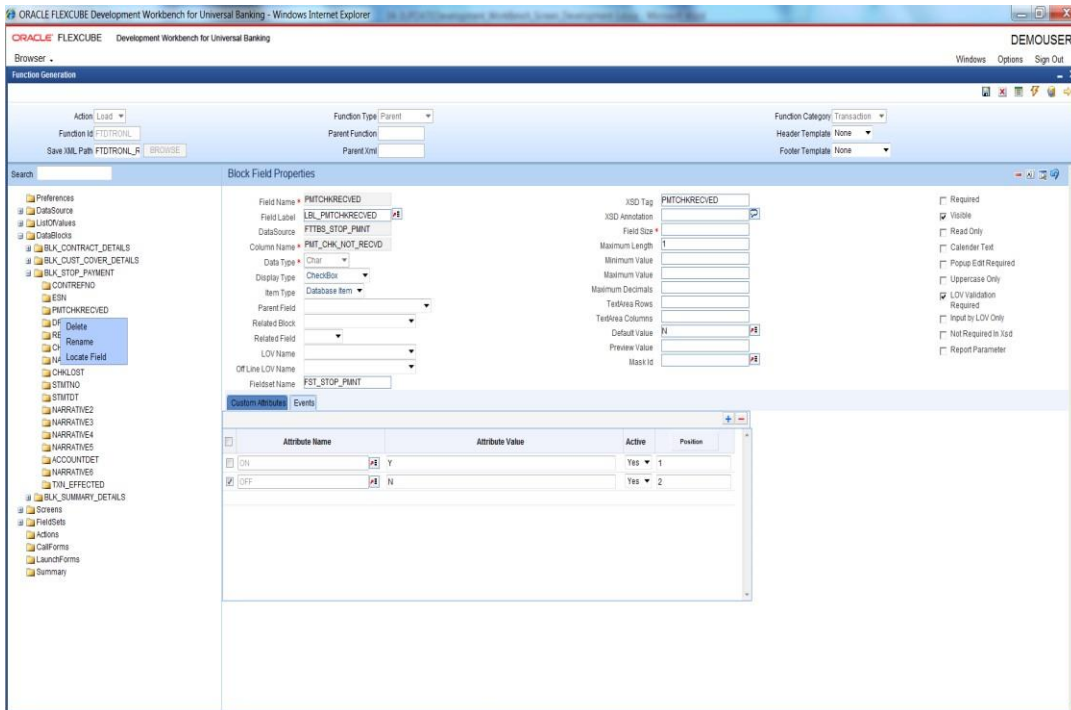 ORACLE FLEXCUBE Development Workbench for Universal Banking - Windows Internet Explorer
ORACLE FLEXCUBE Development Workbench for Universal Banking
DEMOUSER
Browser
Windows Options Sign Out
Function Generation
Action Load
Function Type Parent
Function Category Transaction
Function Id FTDTRONL
Parent Function
Header Template None
Save XML Path FTDTRONL_R BROWSE
Parent Xml
Footer Template None
Search
Preferences
DataSource
ListOfValues
DataBlocks
BLK_CONTRACT_DETAILS
BLK_CUST_COVER_DETAILS
BLK_STOP_PAYMENT
CONTREFNO
ESN
PMTCHKRECVED
Delete
Rename
Locate Field
CHKLOST
STMTNO
STMTDT
NARRATIVE2
NARRATIVE3
NARRATIVE4
NARRATIVE5
ACCOUNTDET
NARRATIVE6
TXN_EFFECTED
BLK_SUMMARY_DETAILS
Screens
FieldSets
Actions
CallForms
LaunchForms
Summary
Block Field Properties
Field Name * PMTCHKRECVED
Field Label LBL_PMTCHKRECVED
DataSource FTTBS_STOP_PMNT
Column Name * PMT_CHK_NOT_RECVD
Data Type * Char
Display Type CheckBox
Item Type Database Item
Parent Field
Related Block
Related Field
LOV Name
Off Line LOV Name
Fieldset Name FST_STOP_PMNT
XSD Tag PMTCHKRECVED
XSD Annotation
Field Size *
Maximum Length 1
Minimum Value
Maximum Value
Maximum Decimals
TextArea Rows
TextArea Columns
Default Value N
Preview Value
Mask Id
Required
Visible
Read Only
Calender Text
Popup Edit Required
Uppercase Only
LOV Validation
Required
Input by LOV Only
Not Required In Xsd
Report Parameter
Custom Attributes Events
Attribute Name Attribute Value Active Position
ON Y Yes 1
OFF N Yes 2